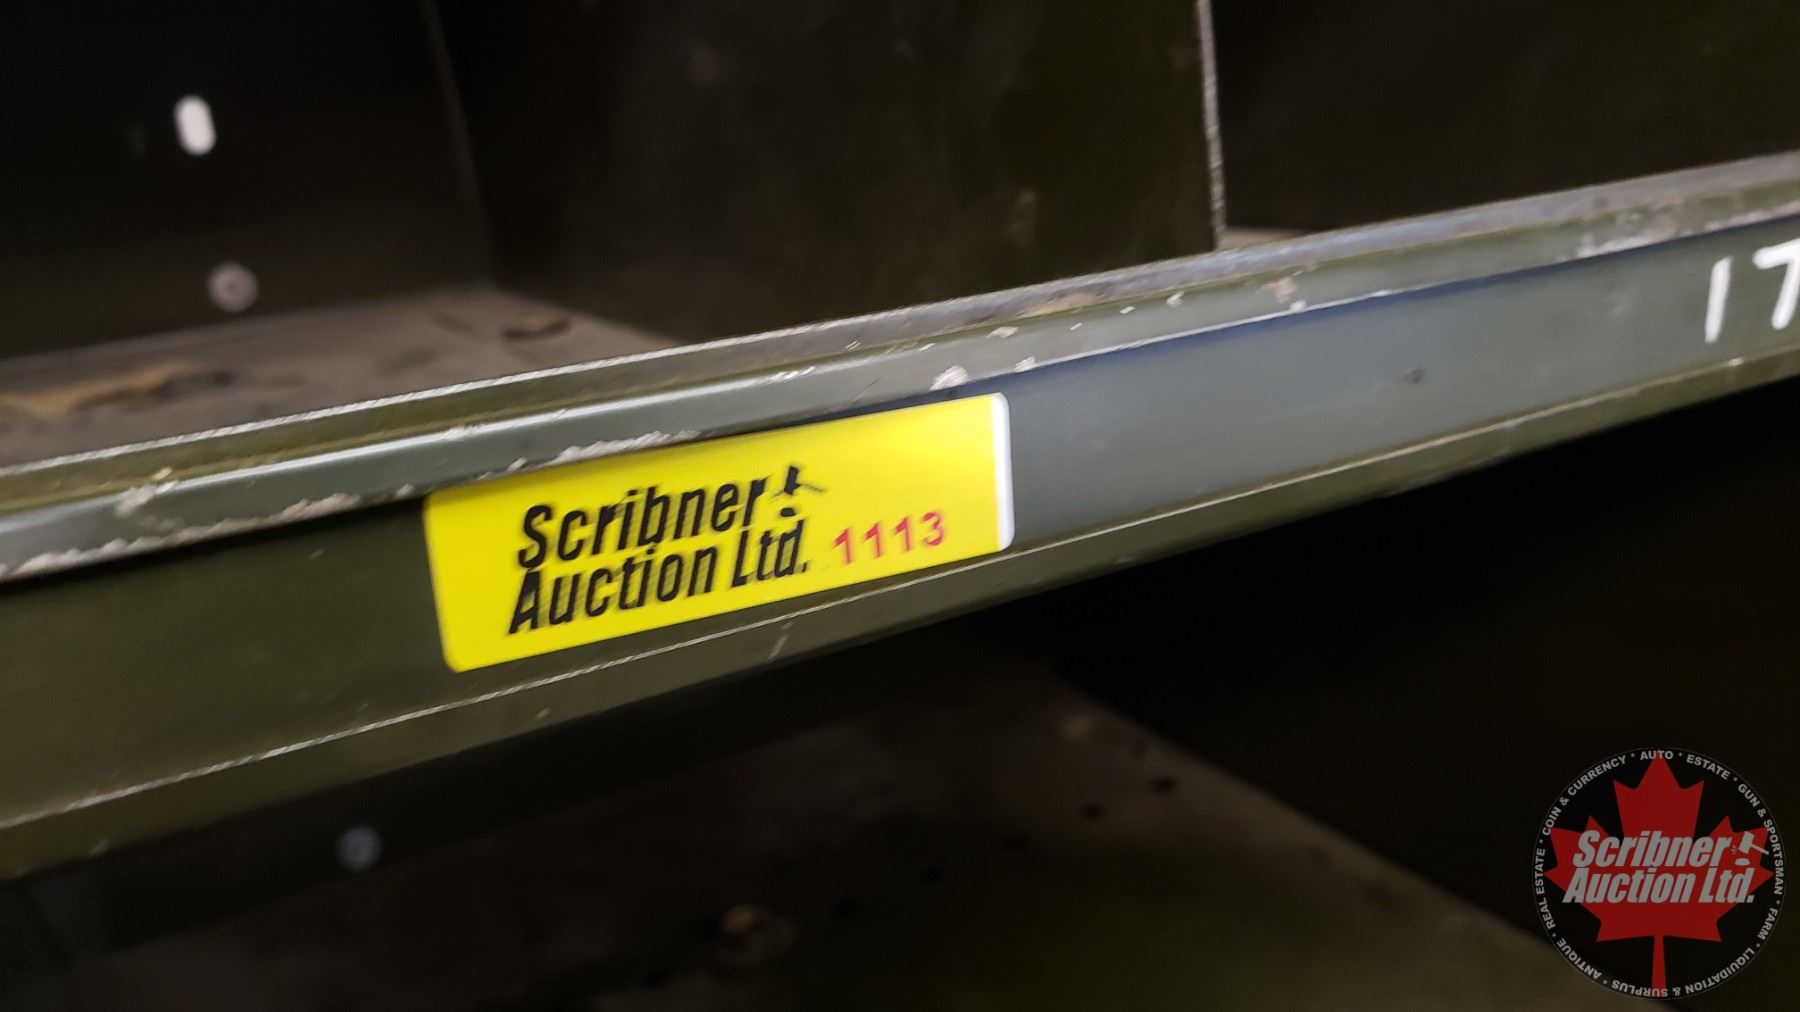 17
Scribner
Auction Ltd. 1113
AUTO • ESTATE • GUN & SPORTSMAN • FARM • LIQUIDATION & SURPLUS • ANTIQUE • REAL ESTATE • COIN & CURRENCY •
Scribner
Auction Ltd.